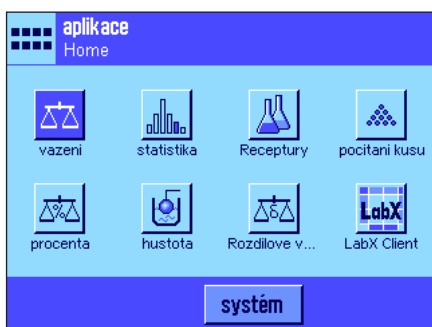 aplikace
Home
vazeni
statistika
Receptury
pocitani kusu
procenta
hustota
Rozdilove v...
LabX
LabX Client
systém